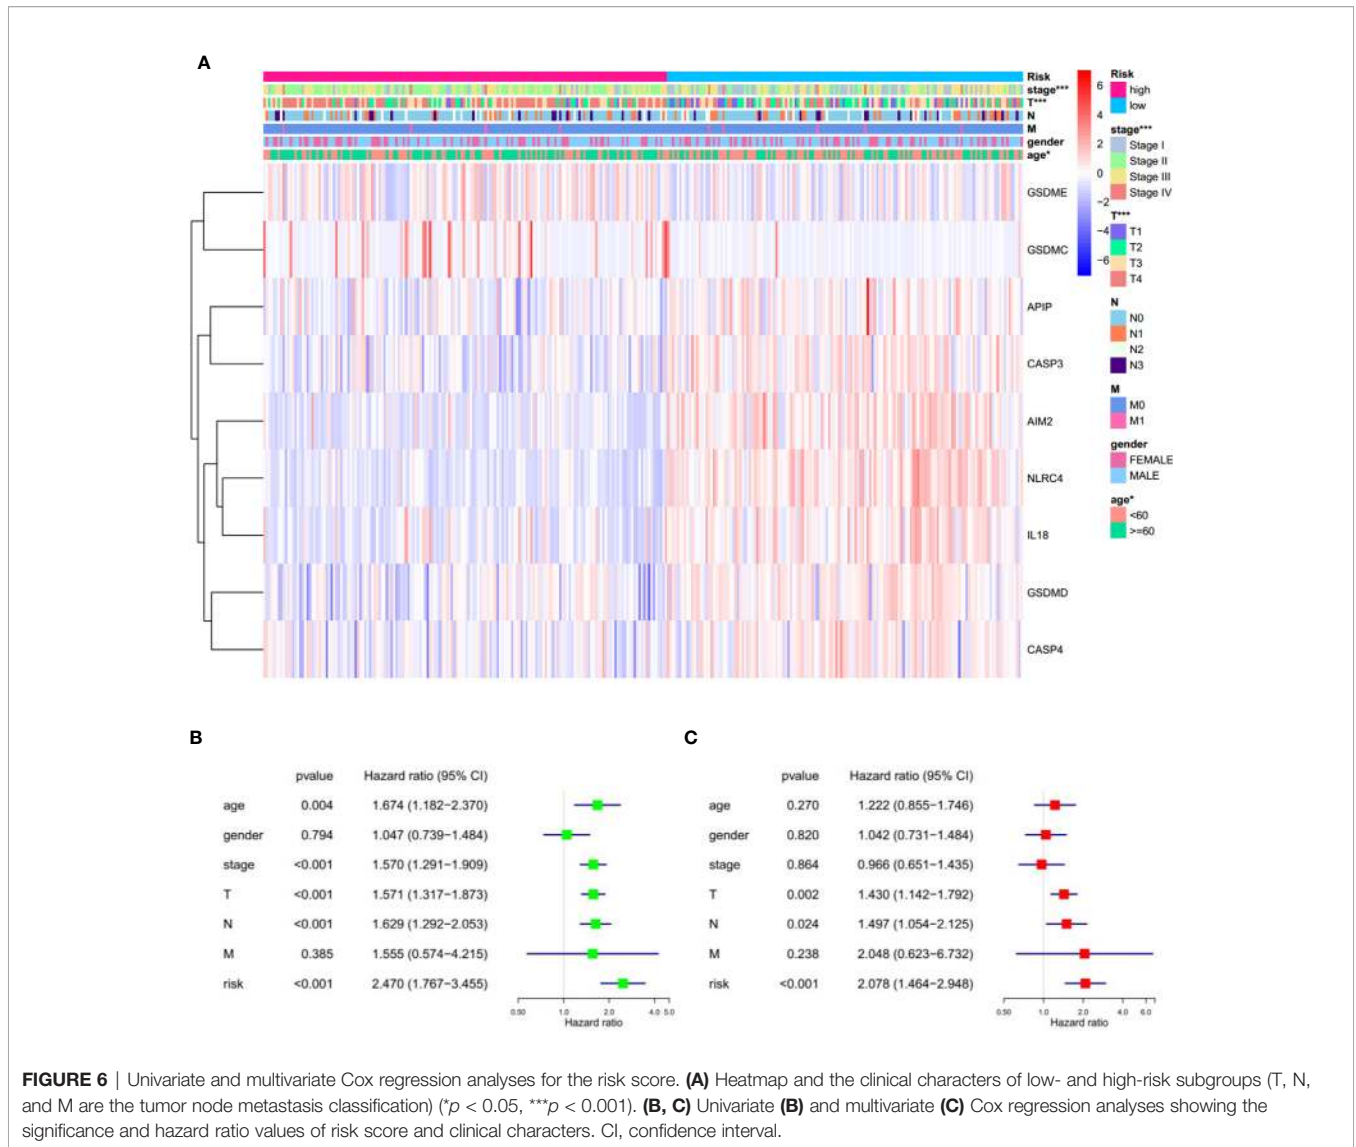 A
Risk
stage***
T***
N
M
gender
age*
GSDME
GSDMC
APIP
CASP3
AIM2
NLRC4
IL18
GSDMD
CASP4
6
4
2
0
−2
−4
−6
Risk
high
low
stage***
Stage I
Stage II
Stage III
Stage IV
T***
T1
T2
T3
T4
N
N0
N1
N2
N3
M
M0
M1
gender
FEMALE
MALE
age*
<60
>=60
B
pvalue Hazard ratio (95% CI)
age 0.004 1.674 (1.182−2.370)
gender 0.794 1.047 (0.739−1.484)
stage <0.001 1.570 (1.291−1.909)
T <0.001 1.571 (1.317−1.873)
N <0.001 1.629 (1.292−2.053)
M 0.385 1.555 (0.574−4.215)
risk <0.001 2.470 (1.767−3.455)
0.50 1.0 2.0 4.0 5.0
Hazard ratio
C
pvalue Hazard ratio (95% CI)
age 0.270 1.222 (0.855−1.746)
gender 0.820 1.042 (0.731−1.484)
stage 0.864 0.966 (0.651−1.435)
T 0.002 1.430 (1.142−1.792)
N 0.024 1.497 (1.054−2.125)
M 0.238 2.048 (0.623−6.732)
risk <0.001 2.078 (1.464−2.948)
0.50 1.0 2.0 4.0 6.0
Hazard ratio
FIGURE 6 | Univariate and multivariate Cox regression analyses for the risk score. (A) Heatmap and the clinical characters of low- and high-risk subgroups (T, N,
and M are the tumor node metastasis classification) (*p < 0.05, ***p < 0.001). (B, C) Univariate (B) and multivariate (C) Cox regression analyses showing the
significance and hazard ratio values of risk score and clinical characters. CI, confidence interval.